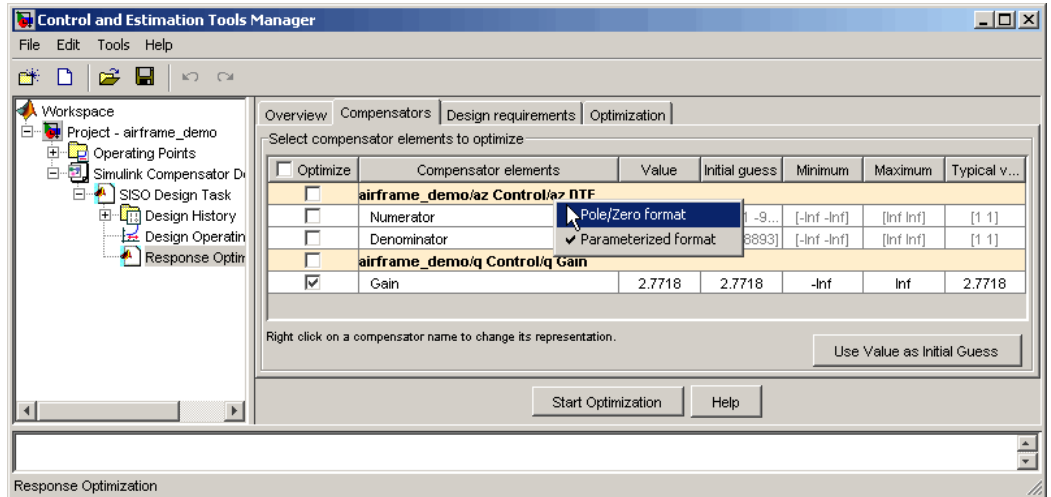 Control and Estimation Tools Manager
File Edit Tools Help
Workspace
Project - airframe_demo
Operating Points
Simulink Compensator De
SISO Design Task
Design History
Design Operatin
Response Optim
Overview Compensators Design requirements Optimization
Select compensator elements to optimize
Optimize Compensator elements Value Initial guess Minimum Maximum Typical v...
airframe_demo/az Control/az DTF
Numerator 1 -9... [-Inf -Inf] [Inf Inf] [1 1]
Denominator 8893] [-Inf -Inf] [Inf Inf] [1 1]
Pole/Zero format
Parameterized format
airframe_demo/q Control/q Gain
Gain 2.7718 2.7718 -Inf Inf 2.7718
Right click on a compensator name to change its representation.
Use Value as Initial Guess
Start Optimization Help
Response Optimization